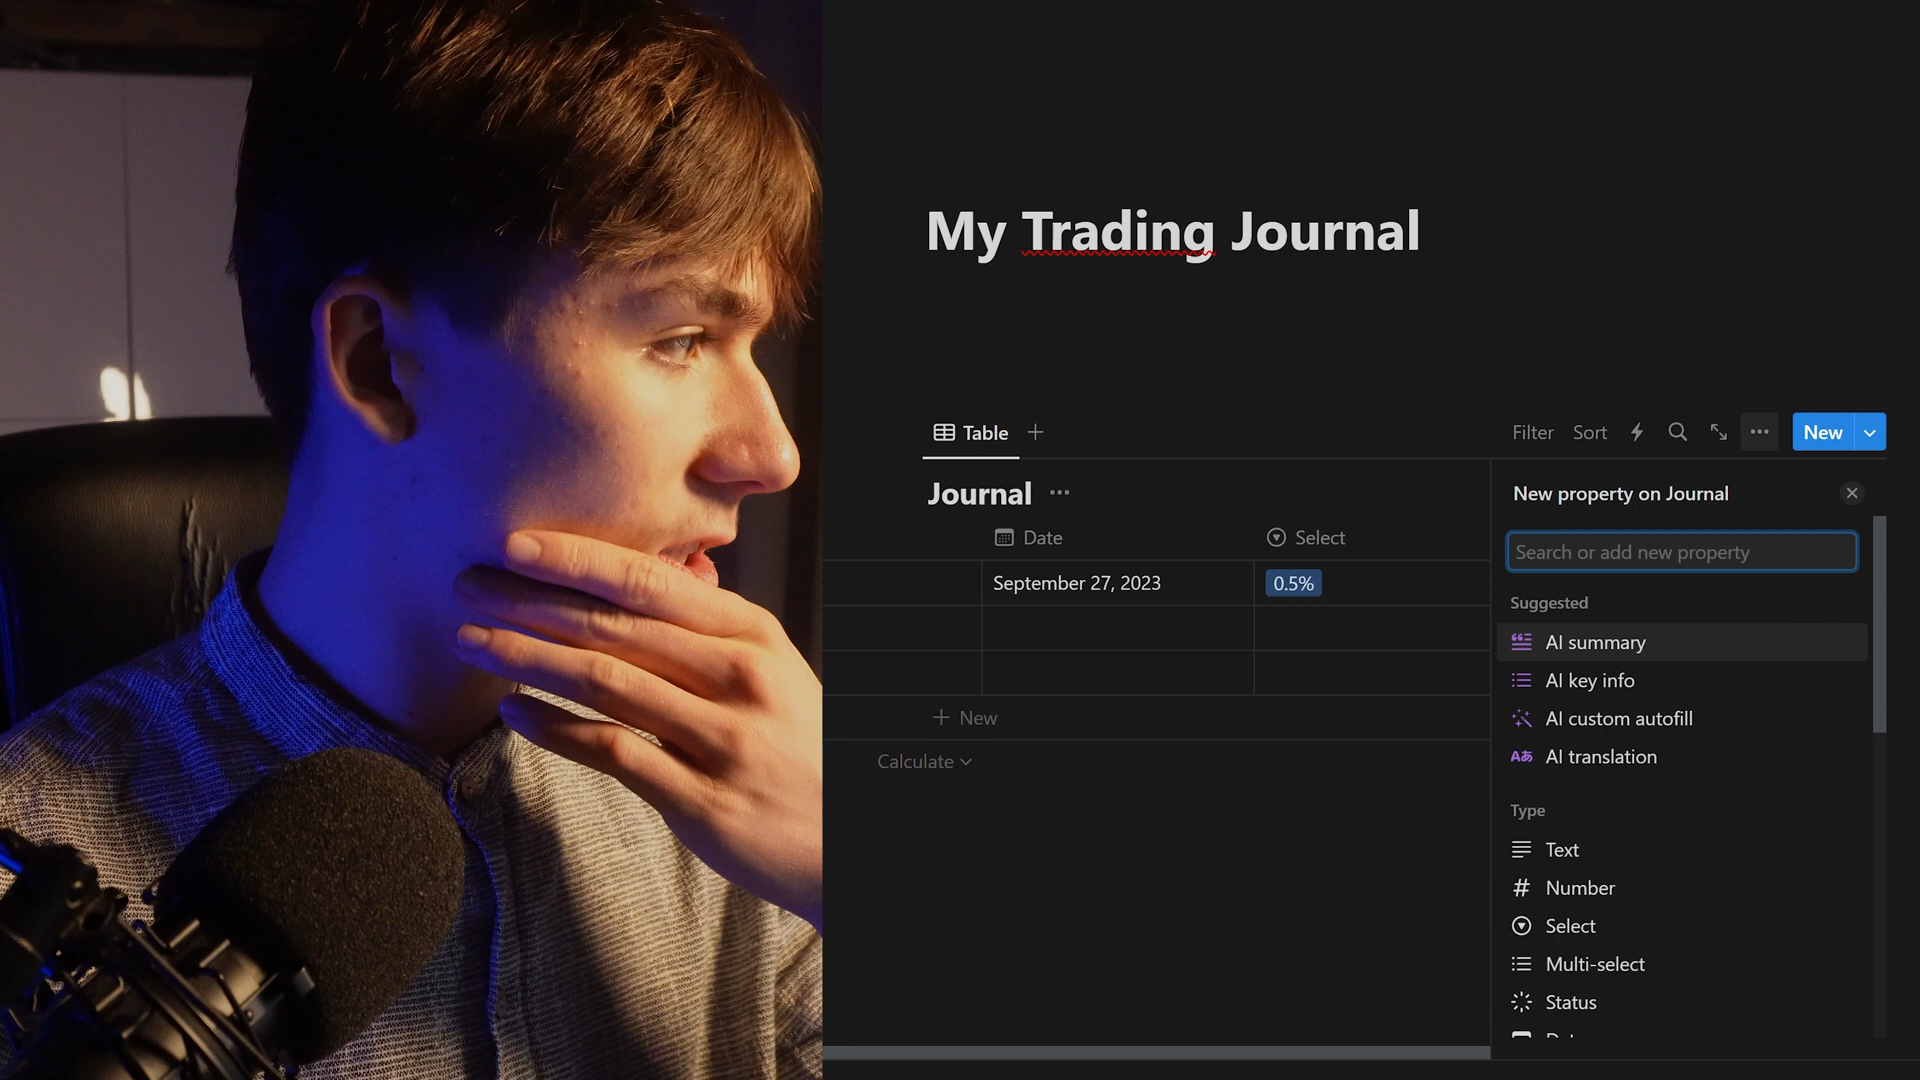 My Trading Journal
Table
Filter Sort New
Journal
New property on Journal
Date Select
Search or add new property
September 27, 2023 0.5%
Suggested
AI summary
AI key info
AI custom autofill
New
AI translation
Calculate
Type
Text
Number
Select
Multi-select
Status